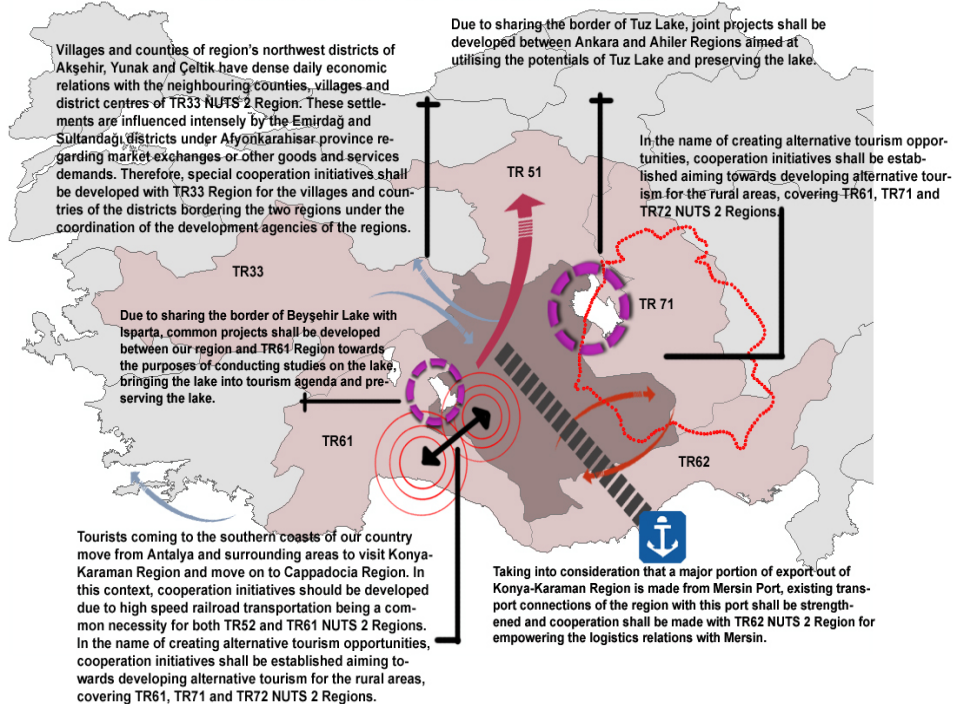 Due to sharing the border of Tuz Lake, joint projects shall be
developed between Ankara and Ahiler Regions aimed at
utilising the potentials of Tuz Lake and preserving the lake.
Villages and counties of region's northwest districts of
Akşehir, Yunak and Çeltik have dense daily economic
relations with the neighbouring counties, villages and
district centres of TR33 NUTS 2 Region. These settle-
ments are influenced intensely by the Emirdağ and
Sultandağı districts under Afyonkarahisar province re-
garding market exchanges or other goods and services
demands. Therefore, special cooperation initiatives shall
be developed with TR33 Region for the villages and coun-
tries of the districts bordering the two regions under the
coordination of the development agencies of the regions.
In the name of creating alternative tourism oppor-
tunities, cooperation initiatives shall be estab-
lished aiming towards developing alternative tour-
ism for the rural areas, covering TR61, TR71 and
TR72 NUTS 2 Regions.
TR 51
TR33
TR 71
Due to sharing the border of Beyşehir Lake with
Isparta, common projects shall be developed
between our region and TR61 Region towards
the purposes of conducting studies on the lake,
bringing the lake into tourism agenda and pre-
serving the lake.
TR61
TR62
Tourists coming to the southern coasts of our country
move from Antalya and surrounding areas to visit Konya-
Karaman Region and move on to Cappadocia Region. In
this context, cooperation initiatives should be developed
due to high speed railroad transportation being a com-
mon necessity for both TR52 and TR61 NUTS 2 Regions.
In the name of creating alternative tourism opportunities,
cooperation initiatives shall be established aiming to-
wards developing alternative tourism for the rural areas,
covering TR61, TR71 and TR72 NUTS 2 Regions.
Taking into consideration that a major portion of export out of
Konya-Karaman Region is made from Mersin Port, existing trans-
port connections of the region with this port shall be strength-
ened and cooperation shall be made with TR62 NUTS 2 Region for
empowering the logistics relations with Mersin.